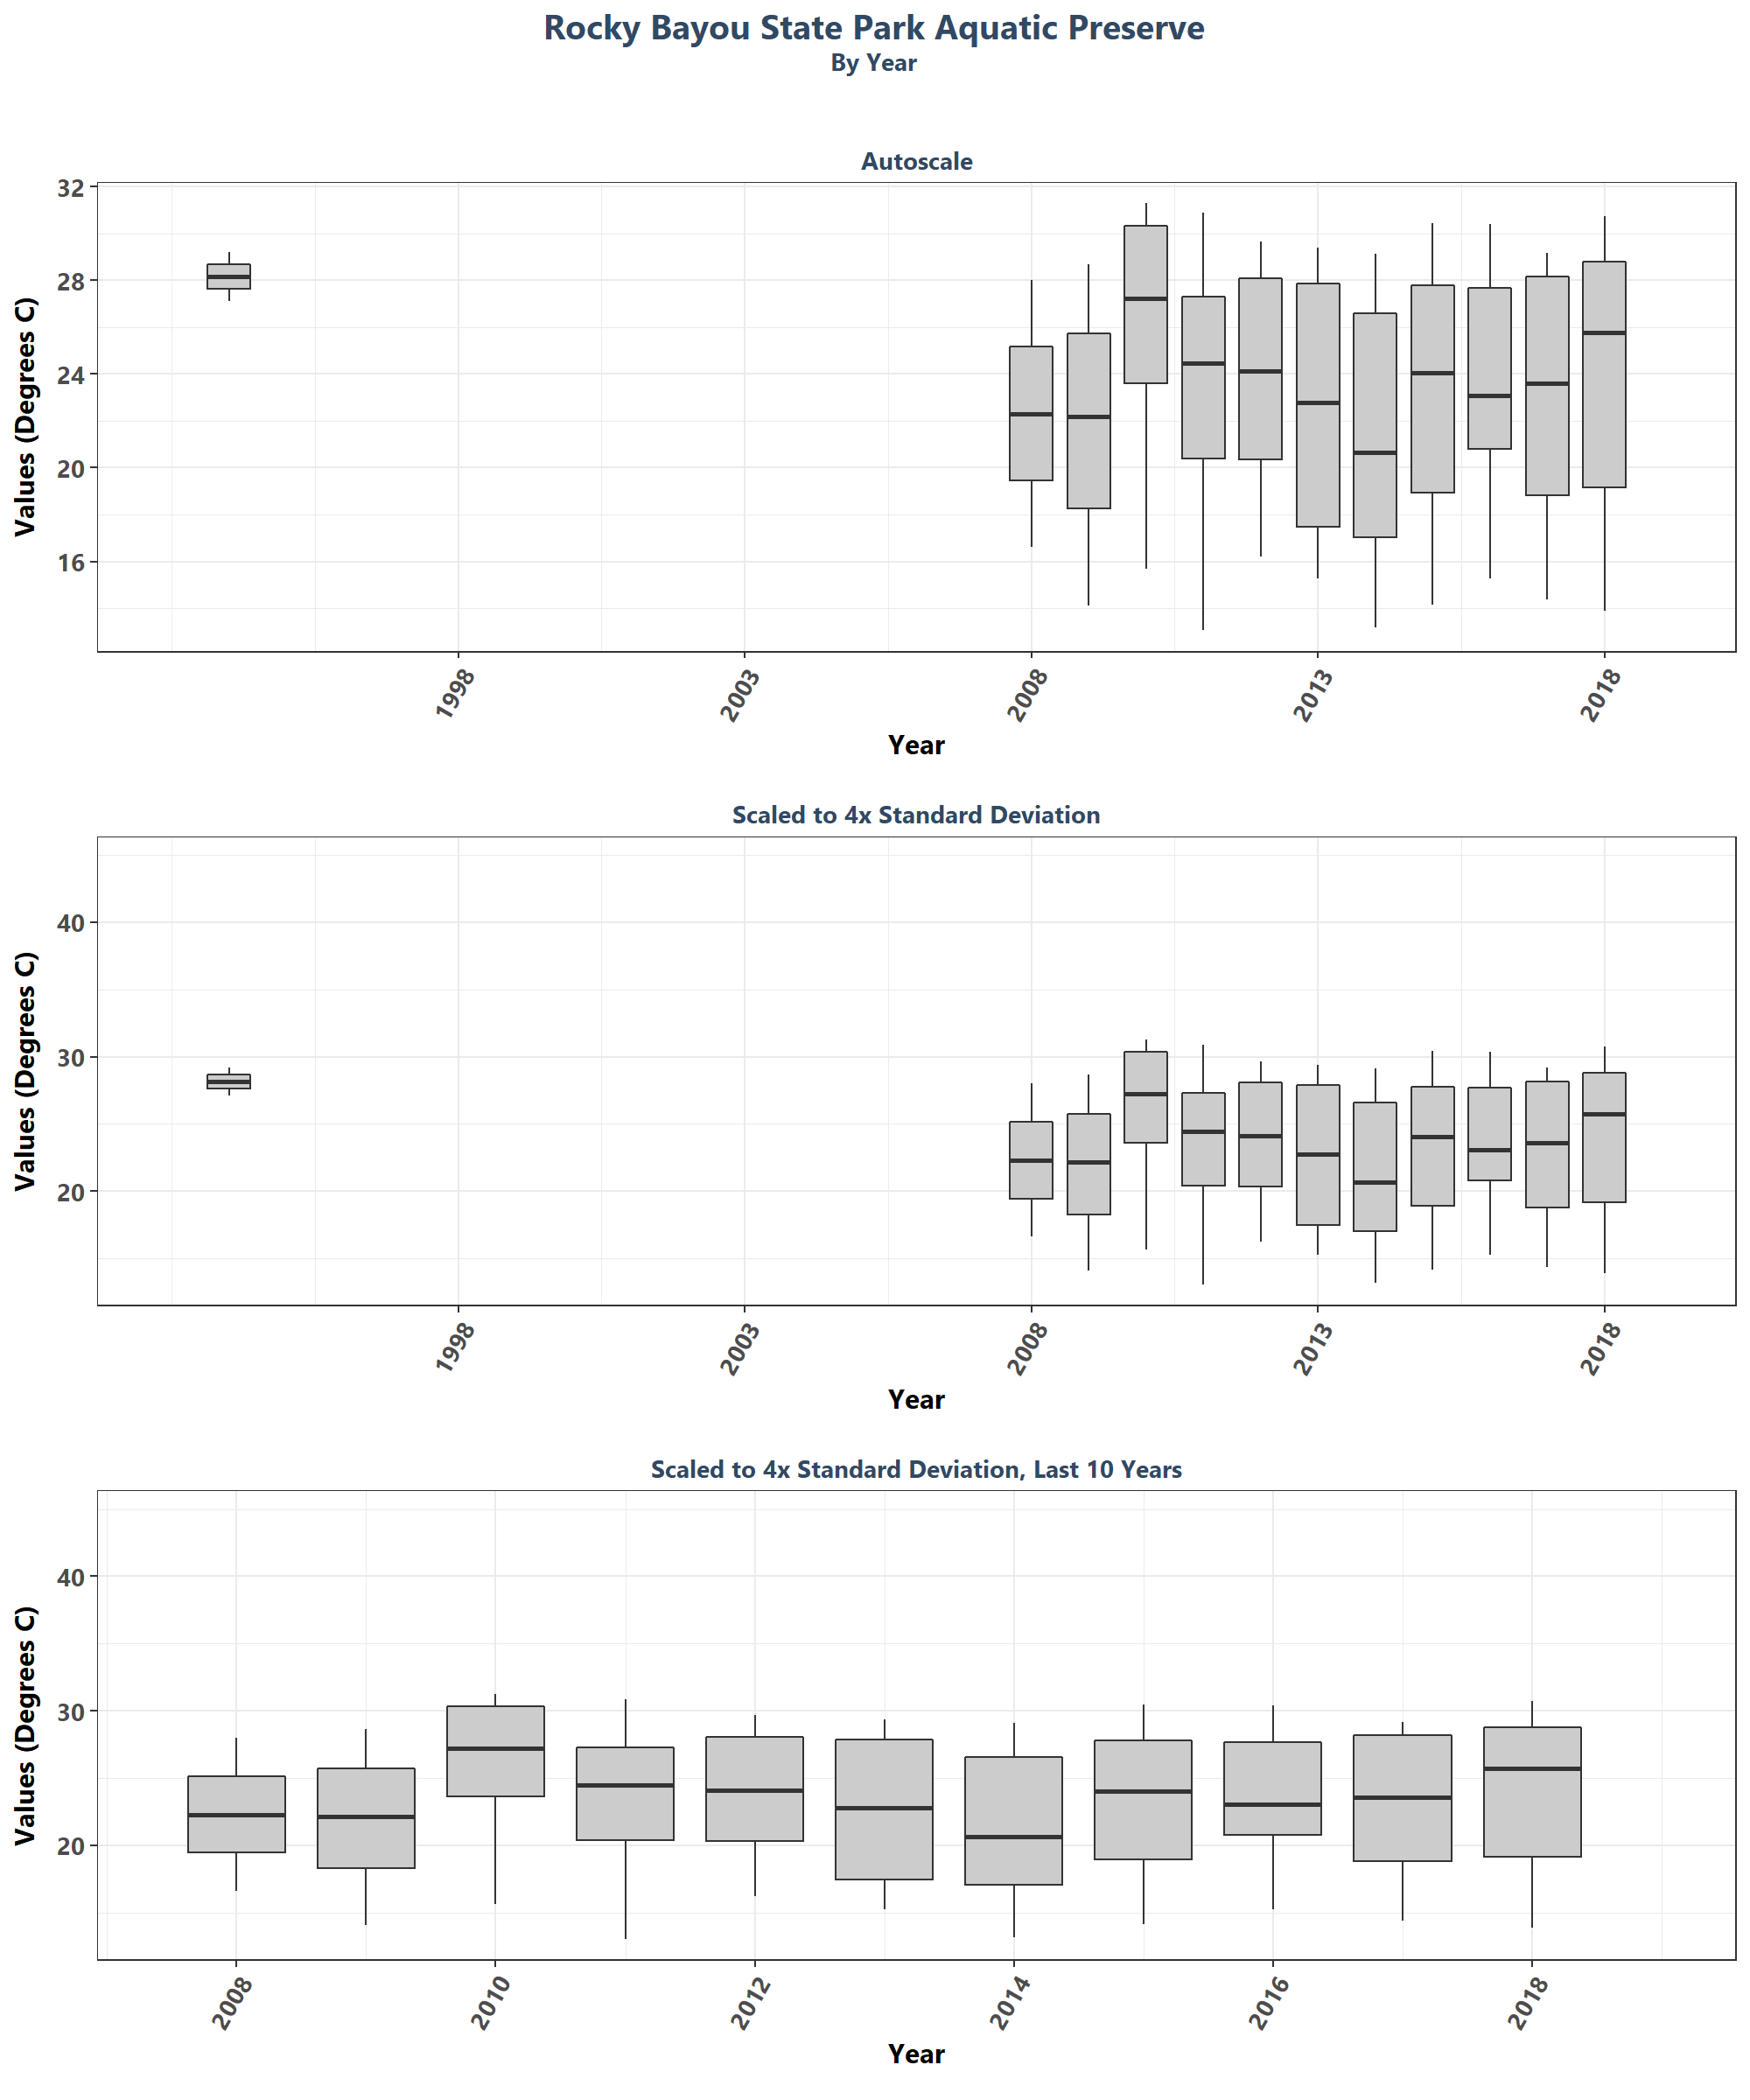 Rocky Bayou State Park Aquatic Preserve
By Year
Autoscale
Values (Degrees C)
32
28
24
20
16
1998
2003
2008
2013
2018
Year
Scaled to 4x Standard Deviation
Values (Degrees C)
40
30
20
1998
2003
2008
2013
2018
Year
Scaled to 4x Standard Deviation, Last 10 Years
Values (Degrees C)
40
30
20
2008
2010
2012
2014
2016
2018
Year